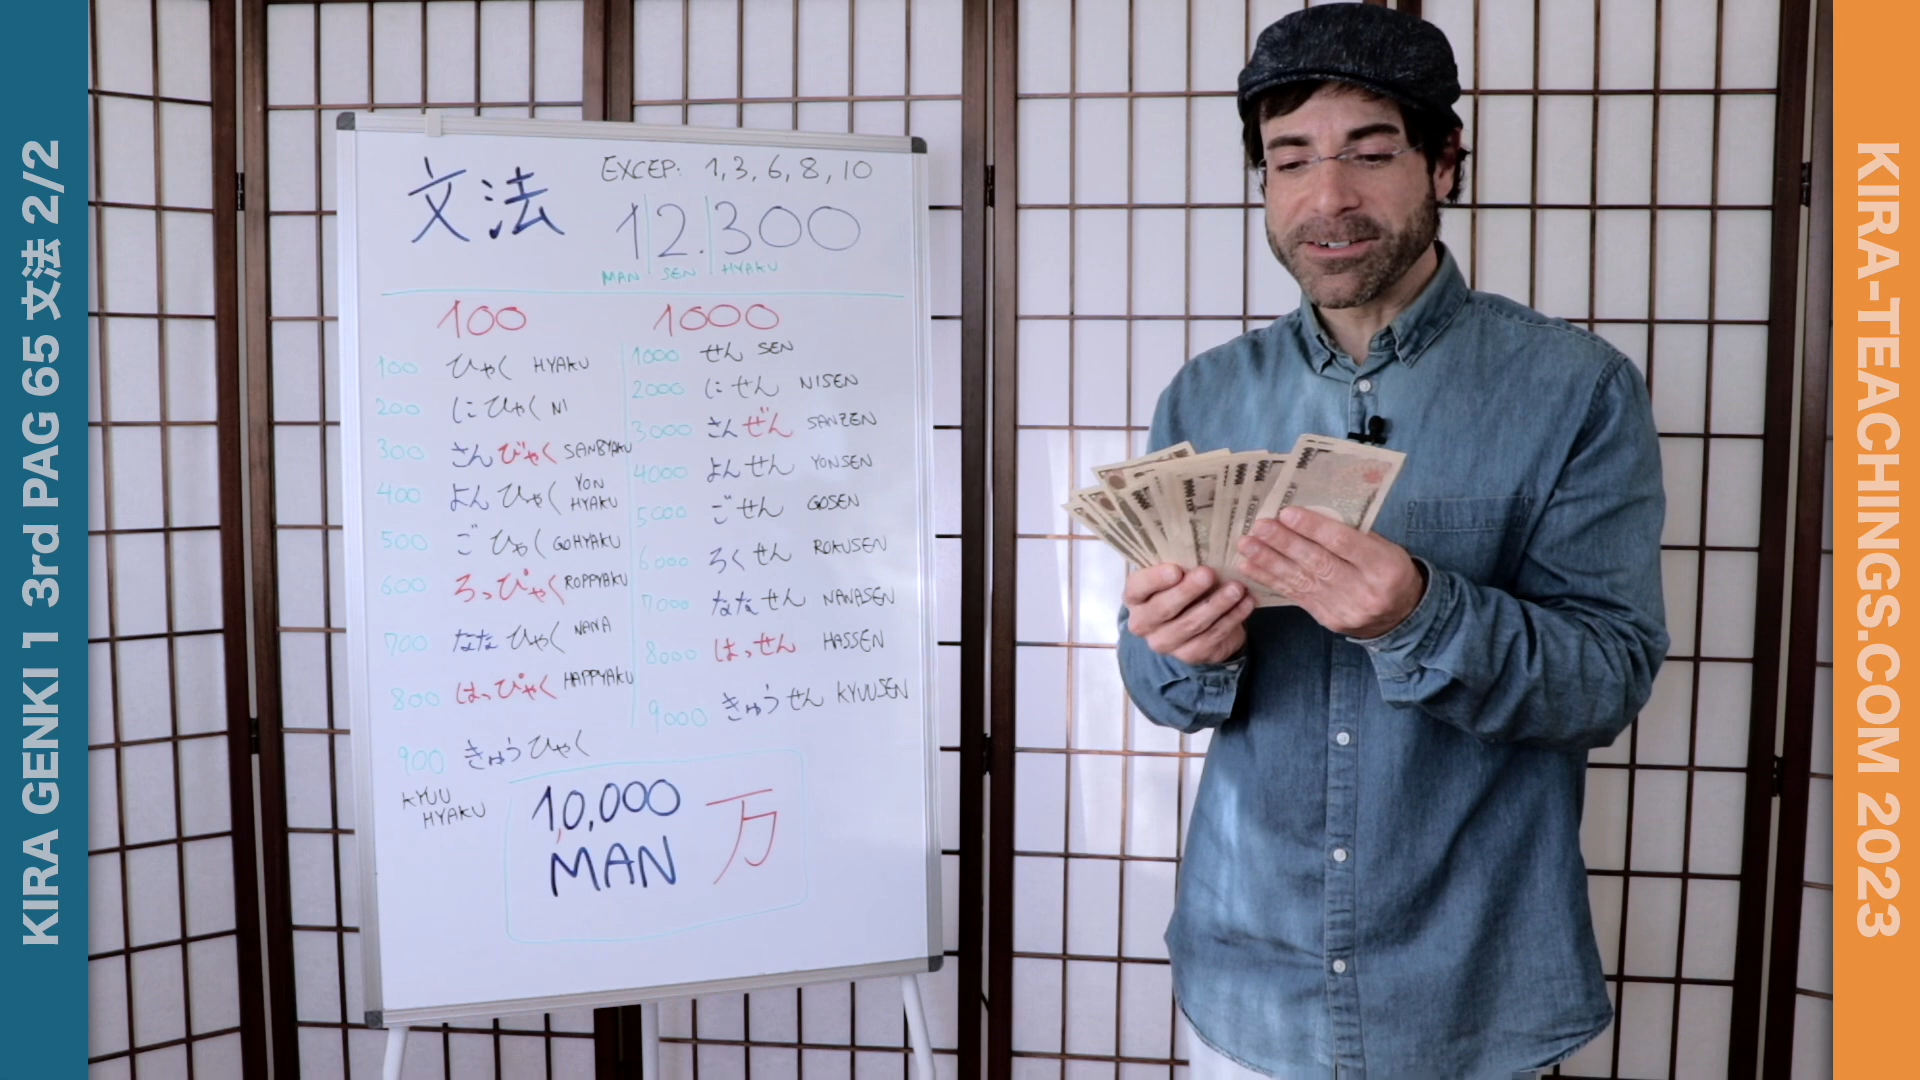 KIRA GENKI 1 3rd PAG 65 文法 2/2
文法
EXCEP: 1,3,6,8,10
12.300
MAN SEN HYAKU
100
100 ひゃく HYAKU
200 にひゃく NI
300 さんびゃく SANBYAKU
400 よんひゃく YON HYAKU
500 ごひゃく GOHYAKU
600 ろっぴゃく ROPPYAKU
700 ななひゃく NANA
800 はっぴゃく HAPPYAKU
900 きゅうひゃく
KYUU
HYAKU
1000
1000 せん SEN
2000 にせん NISEN
3000 さんぜん SANZEN
4000 よんせん YONSEN
5000 ごせん GOSEN
6000 ろくせん ROKUSEN
7000 ななせん NANASEN
8000 はっせん HASSEN
9000 きゅうせん KYUUSEN
10,000 万
MAN
KIRA-TEACHINGS.COM 2023